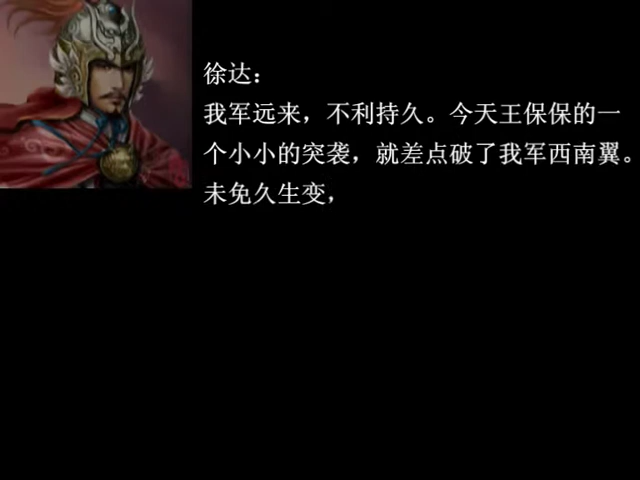 徐达：
我军远来，不利持久。今天王保保的一
个小小的突袭，就差点破了我军西南翼。
未免久生变，